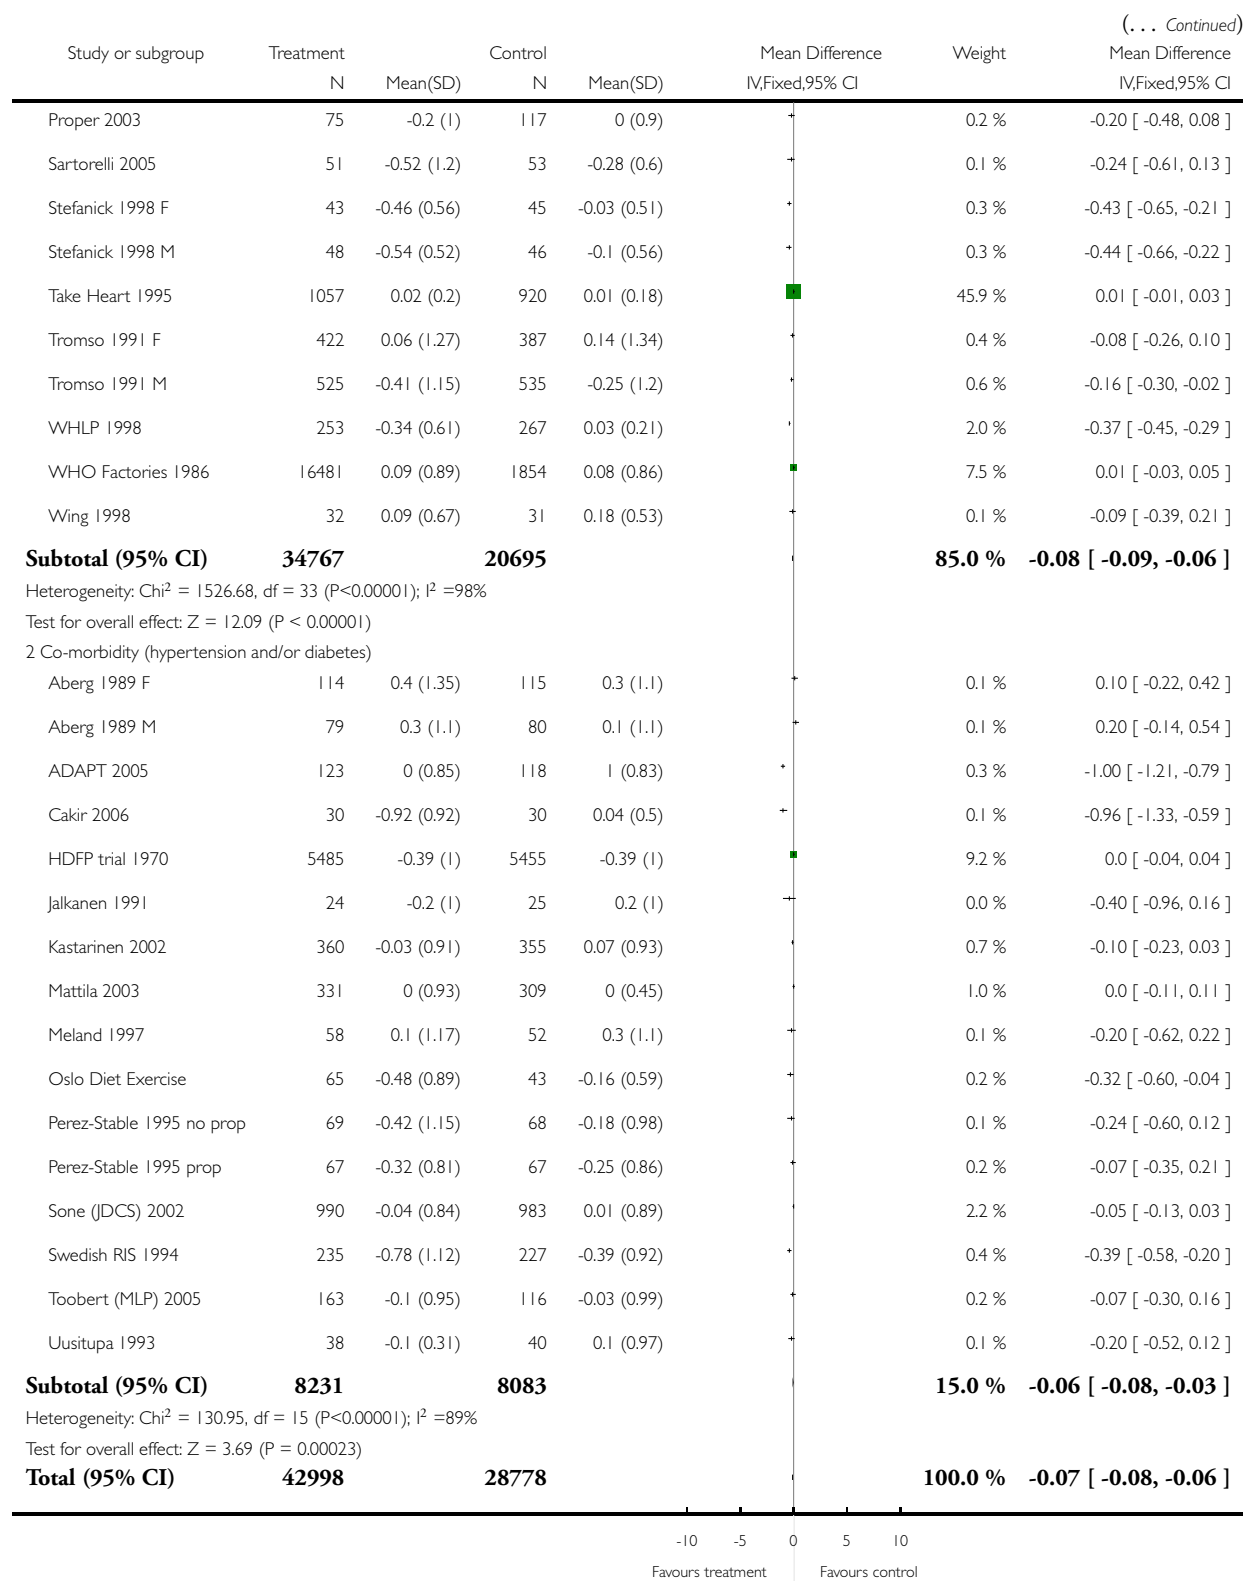 (... Continued)
Study or subgroup Treatment Control Mean Difference Weight Mean Difference
N Mean(SD) N Mean(SD) IV,Fixed,95% CI IV,Fixed,95% CI
Proper 2003 75 -0.2 (1) 117 0 (0.9) 0.2 % -0.20 [ -0.48, 0.08 ]
Sartorelli 2005 51 -0.52 (1.2) 53 -0.28 (0.6) 0.1 % -0.24 [ -0.61, 0.13 ]
Stefanick 1998 F 43 -0.46 (0.56) 45 -0.03 (0.51) 0.3 % -0.43 [ -0.65, -0.21 ]
Stefanick 1998 M 48 -0.54 (0.52) 46 -0.1 (0.56) 0.3 % -0.44 [ -0.66, -0.22 ]
Take Heart 1995 1057 0.02 (0.2) 920 0.01 (0.18) 45.9 % 0.01 [ -0.01, 0.03 ]
Tromso 1991 F 422 0.06 (1.27) 387 0.14 (1.34) 0.4 % -0.08 [ -0.26, 0.10 ]
Tromso 1991 M 525 -0.41 (1.15) 535 -0.25 (1.2) 0.6 % -0.16 [ -0.30, -0.02 ]
WHLP 1998 253 -0.34 (0.61) 267 0.03 (0.21) 2.0 % -0.37 [ -0.45, -0.29 ]
WHO Factories 1986 16481 0.09 (0.89) 1854 0.08 (0.86) 7.5 % 0.01 [ -0.03, 0.05 ]
Wing 1998 32 0.09 (0.67) 31 0.18 (0.53) 0.1 % -0.09 [ -0.39, 0.21 ]
Subtotal (95% CI) 34767 20695 85.0 % -0.08 [ -0.09, -0.06 ]
Heterogeneity: Chi² = 1526.68, df = 33 (P<0.00001); I² =98%
Test for overall effect: Z = 12.09 (P < 0.00001)
2 Co-morbidity (hypertension and/or diabetes)
Aberg 1989 F 114 0.4 (1.35) 115 0.3 (1.1) 0.1 % 0.10 [ -0.22, 0.42 ]
Aberg 1989 M 79 0.3 (1.1) 80 0.1 (1.1) 0.1 % 0.20 [ -0.14, 0.54 ]
ADAPT 2005 123 0 (0.85) 118 1 (0.83) 0.3 % -1.00 [ -1.21, -0.79 ]
Cakir 2006 30 -0.92 (0.92) 30 0.04 (0.5) 0.1 % -0.96 [ -1.33, -0.59 ]
HDFP trial 1970 5485 -0.39 (1) 5455 -0.39 (1) 9.2 % 0.0 [ -0.04, 0.04 ]
Jalkanen 1991 24 -0.2 (1) 25 0.2 (1) 0.0 % -0.40 [ -0.96, 0.16 ]
Kastarinen 2002 360 -0.03 (0.91) 355 0.07 (0.93) 0.7 % -0.10 [ -0.23, 0.03 ]
Mattila 2003 331 0 (0.93) 309 0 (0.45) 1.0 % 0.0 [ -0.11, 0.11 ]
Meland 1997 58 0.1 (1.17) 52 0.3 (1.1) 0.1 % -0.20 [ -0.62, 0.22 ]
Oslo Diet Exercise 65 -0.48 (0.89) 43 -0.16 (0.59) 0.2 % -0.32 [ -0.60, -0.04 ]
Perez-Stable 1995 no prop 69 -0.42 (1.15) 68 -0.18 (0.98) 0.1 % -0.24 [ -0.60, 0.12 ]
Perez-Stable 1995 prop 67 -0.32 (0.81) 67 -0.25 (0.86) 0.2 % -0.07 [ -0.35, 0.21 ]
Sone (JDCS) 2002 990 -0.04 (0.84) 983 0.01 (0.89) 2.2 % -0.05 [ -0.13, 0.03 ]
Swedish RIS 1994 235 -0.78 (1.12) 227 -0.39 (0.92) 0.4 % -0.39 [ -0.58, -0.20 ]
Toobert (MLP) 2005 163 -0.1 (0.95) 116 -0.03 (0.99) 0.2 % -0.07 [ -0.30, 0.16 ]
Uusitupa 1993 38 -0.1 (0.31) 40 0.1 (0.97) 0.1 % -0.20 [ -0.52, 0.12 ]
Subtotal (95% CI) 8231 8083 15.0 % -0.06 [ -0.08, -0.03 ]
Heterogeneity: Chi² = 130.95, df = 15 (P<0.00001); I² =89%
Test for overall effect: Z = 3.69 (P = 0.00023)
Total (95% CI) 42998 28778 100.0 % -0.07 [ -0.08, -0.06 ]
-10 -5 0 5 10
Favours treatment Favours control